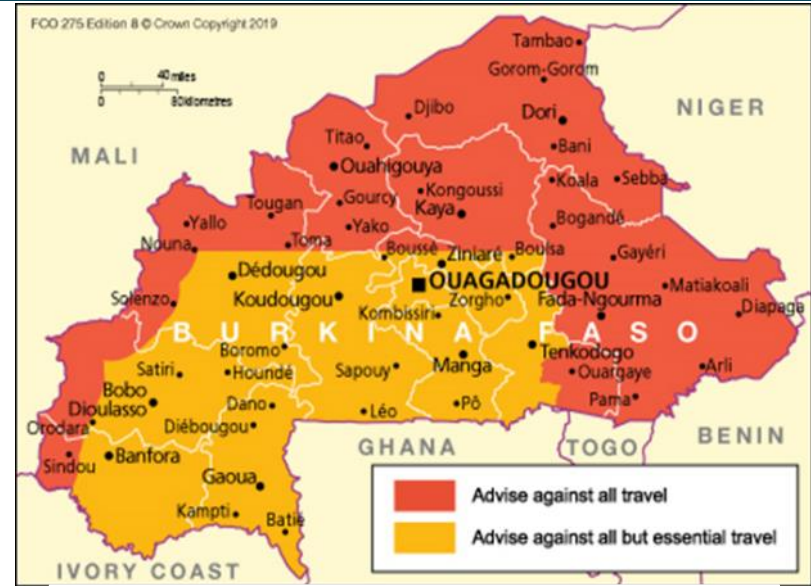 FCO 275 Edition 8 © Crown Copyright 2019
0 40 miles
0 80 kilometres
Tambao
Gorom-Gorom
NIGER
Djibo
Dori
Titao
Bani
MALI
Ouahigouya
Koala
Sebba
Kongoussi
Tougan
Gourcy
Kaya
Yallo
Yako
Bogandé
Nouna
Toma
Boussè
Ziniaré
Boulsa
Gayéri
Dédougou
OUAGADOUGOU
Matiakoali
Solenzo
Koudougou
Zorgho
Fada-Ngourma
Diapaga
Kombissiri
BURKINA FASO
Boromo
Tenkodogo
Satiri
Houndé
Sapouy
Manga
Ouargaye
Arli
Bobo
Dioulasso
Dano
Léo
Pô
Pama
Orodara
Diébougou
BENIN
GHANA
TOGO
Sindou
Banfora
Gaoua
Advise against all travel
Kampti
Batié
Advise against all but essential travel
IVORY COAST